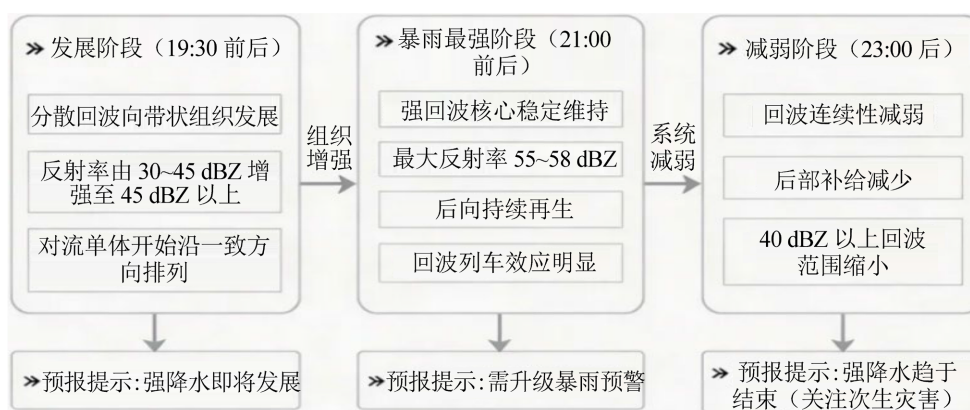 » 发展阶段（19:30 前后）
分散回波向带状组织发展
反射率由 30~45 dBZ 增
强至 45 dBZ 以上
对流单体开始沿一致方
向排列
»预报提示:强降水即将发展
组织
增强
» 暴雨最强阶段（21:00
前后）
强回波核心稳定维持
最大反射率 55~58 dBZ
后向持续再生
回波列车效应明显
»预报提示:需升级暴雨预警
系统
减弱
» 减弱阶段（23:00 后）
回波连续性减弱
后部补给减少
40 dBZ 以上回波
范围缩小
» 预报提示:强降水趋于
结束（关注次生灾害）